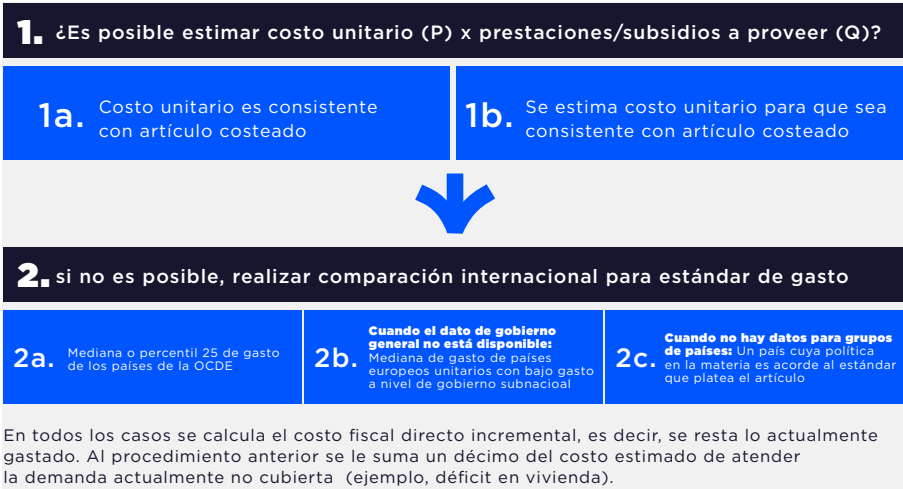 1. ¿Es posible estimar costo unitario (P) x prestaciones/subsidios a proveer (Q)?
1a. Costo unitario es consistente
con artículo costeado
1b. Se estima costo unitario para que sea
consistente con artículo costeado
2. si no es posible, realizar comparación internacional para estándar de gasto
2a. Mediana o percentil 25 de gasto
de los países de la OCDE
2b. Cuando el dato de gobierno
general no está disponible:
Mediana de gasto de países
europeos unitarios con bajo gasto
a nivel de gobierno subnacioal
2c. Cuando no hay datos para grupos
de países: Un país cuya política
en la materia es acorde al estándar
que platea el artículo
En todos los casos se calcula el costo fiscal directo incremental, es decir, se resta lo actualmente
gastado. Al procedimiento anterior se le suma un décimo del costo estimado de atender
la demanda actualmente no cubierta (ejemplo, déficit en vivienda).